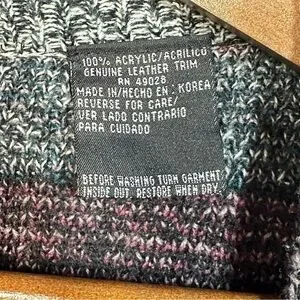 100% ACRYLIC/ACRILICO
GENUINE LEATHER TRIM
RN 49028
MADE IN/HECHO EN: KOREA
REVERSE FOR CARE/
VER LADO CONTRARIO
PARA CUIDADO
BEFORE WASHING TURN GARMENT
INSIDE OUT. RESTORE WHEN DRY.